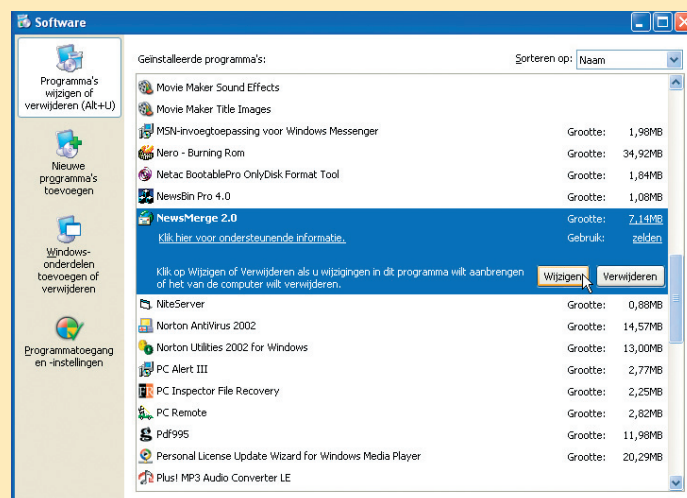 Software
Programma's
wijzigen of
verwijderen (Alt+U)
Nieuwe
programma's
toevoegen
Windows-
onderdelen
toevoegen of
verwijderen
Programmatoegang
en -instellingen
Geïnstalleerde programma's:
Sorteren op: Naam
Movie Maker Sound Effects
Movie Maker Title Images
MSN-invoegtoepassing voor Windows Messenger Grootte: 1,98MB
Nero - Burning Rom Grootte: 34,92MB
Netac BootablePro OnlyDisk Format Tool Grootte: 1,84MB
NewsBin Pro 4.0 Grootte: 1,08MB
NewsMerge 2.0 Grootte: 7,14MB
Klik hier voor ondersteunende informatie. Gebruik: zelden
Klik op Wijzigen of Verwijderen als u wijzigingen in dit programma wilt aanbrengen
of het van de computer wilt verwijderen.
Wijzigen Verwijderen
NiteServer Grootte: 0,88MB
Norton AntiVirus 2002 Grootte: 14,57MB
Norton Utilities 2002 for Windows Grootte: 13,00MB
PC Alert III Grootte: 2,77MB
PC Inspector File Recovery Grootte: 2,25MB
PC Remote Grootte: 2,82MB
Pdf995 Grootte: 11,98MB
Personal License Update Wizard for Windows Media Player Grootte: 20,29MB
Plus! MP3 Audio Converter LE